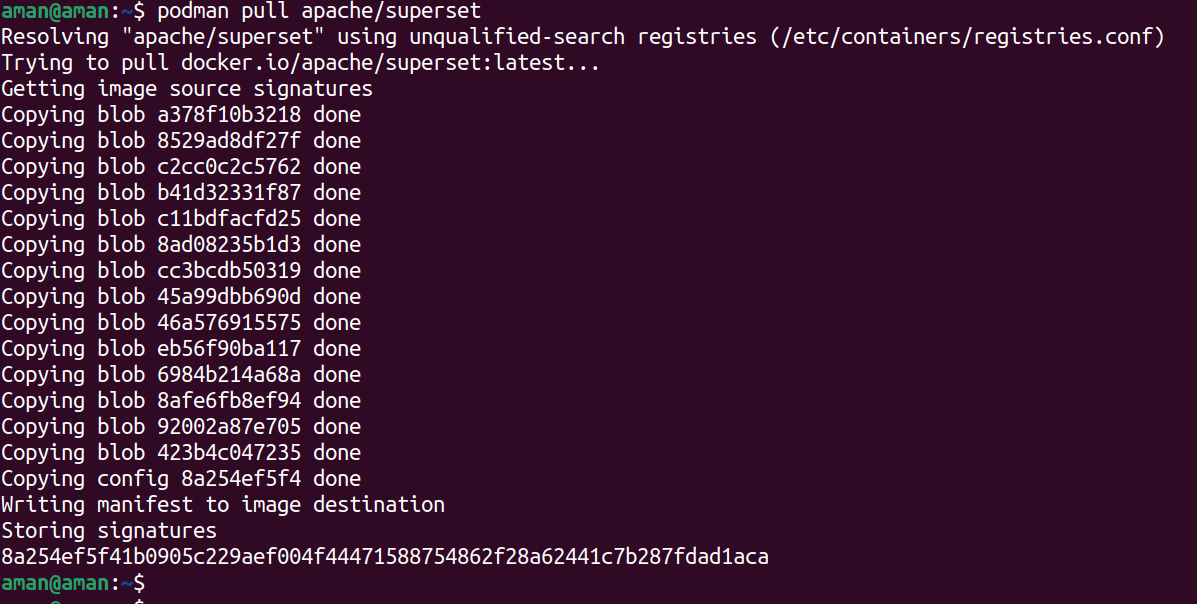 aman@aman:~$ podman pull apache/superset
Resolving "apache/superset" using unqualified-search registries (/etc/containers/registries.conf)
Trying to pull docker.io/apache/superset:latest...
Getting image source signatures
Copying blob a378f10b3218 done
Copying blob 8529ad8df27f done
Copying blob c2cc0c2c5762 done
Copying blob b41d32331f87 done
Copying blob c11bdfacfd25 done
Copying blob 8ad08235b1d3 done
Copying blob cc3bcdb50319 done
Copying blob 45a99dbb690d done
Copying blob 46a576915575 done
Copying blob eb56f90ba117 done
Copying blob 6984b214a68a done
Copying blob 8afe6fb8ef94 done
Copying blob 92002a87e705 done
Copying blob 423b4c047235 done
Copying config 8a254ef5f4 done
Writing manifest to image destination
Storing signatures
8a254ef5f41b0905c229aef004f44471588754862f28a62441c7b287fdad1aca
aman@aman:~$